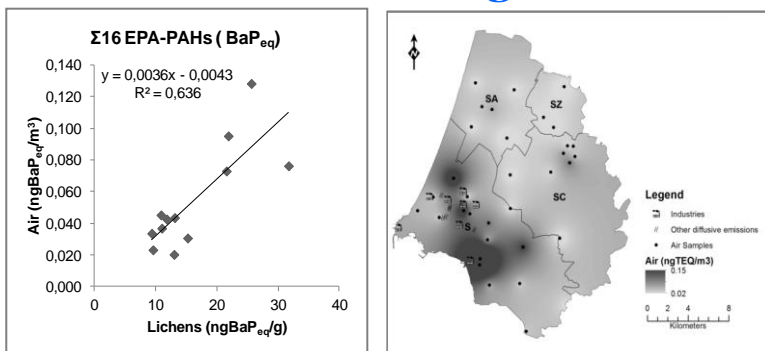 Σ16 EPA-PAHs ( BaPeq)
y = 0,0036x - 0,0043
R² = 0,636
Air (ngBaPeq/m³)
0,140
0,120
0,100
0,080
0,060
0,040
0,020
0,000
0
10
20
30
40
Lichens (ngBaPeq/g)
N
SA
SZ
SC
S
Legend
Industries
Other diffusive emissions
Air Samples
Air (ngTEQ/m3)
0.15
0.02
0 2 4 8
Kilometers